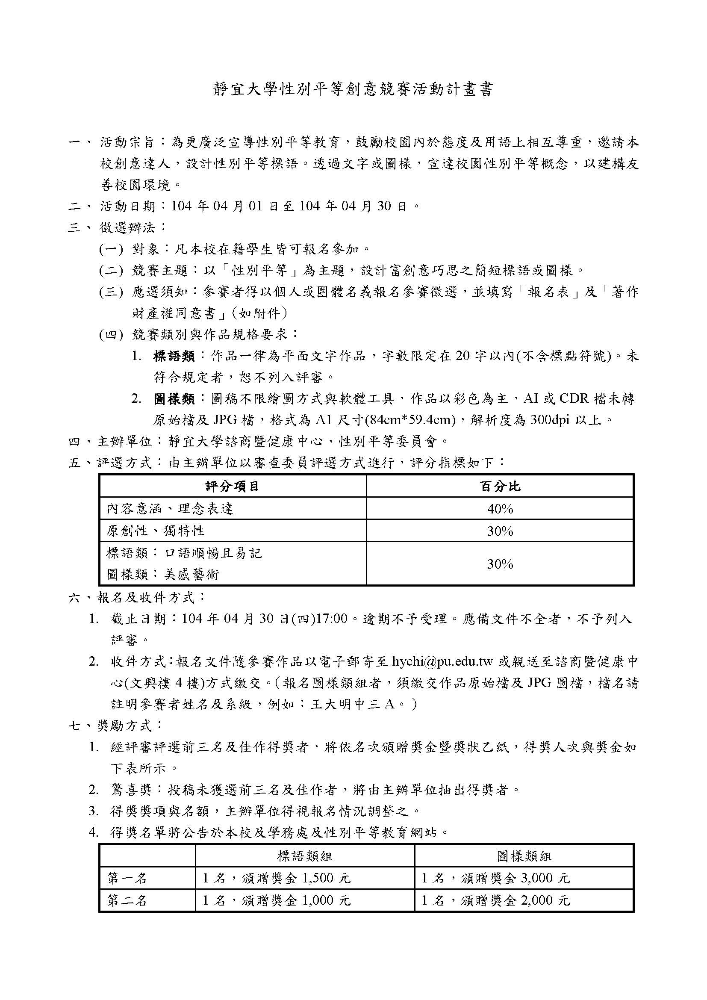 靜宜大學性別平等創意競賽活動計畫書
一、 活動宗旨：為更廣泛宣導性別平等教育，鼓勵校園內於態度及用語上相互尊重，邀請本
校創意達人，設計性別平等標語。透過文字或圖樣，宣達校園性別平等概念，以建構友
善校園環境。
二、 活動日期：104 年 04 月 01 日至 104 年 04 月 30 日。
三、 徵選辦法：
(一) 對象：凡本校在籍學生皆可報名參加。
(二) 競賽主題：以「性別平等」為主題，設計富創意巧思之簡短標語或圖樣。
(三) 應選須知：參賽者得以個人或團體名義報名參賽徵選，並填寫「報名表」及「著作
財產權同意書」（如附件）
(四) 競賽類別與作品規格要求：
1. 標語類：作品一律為平面文字作品，字數限定在 20 字以內(不含標點符號)。未
符合規定者，恕不列入評審。
2. 圖樣類：圖稿不限繪圖方式與軟體工具，作品以彩色為主，AI 或 CDR 檔未轉
原始檔及 JPG 檔，格式為 A1 尺寸(84cm*59.4cm)，解析度為 300dpi 以上。
四、主辦單位：靜宜大學諮商暨健康中心、性別平等委員會。
五、評選方式：由主辦單位以審查委員評選方式進行，評分指標如下：
評分項目 百分比
內容意涵、理念表達 40%
原創性、獨特性 30%
標語類：口語順暢且易記
圖樣類：美感藝術 30%
六、報名及收件方式：
1. 截止日期：104 年 04 月 30 日(四)17:00。逾期不予受理。應備文件不全者，不予列入
評審。
2. 收件方式：報名文件隨參賽作品以電子郵寄至 hychi@pu.edu.tw 或親送至諮商暨健康中
心(文興樓 4 樓)方式繳交。（報名圖樣類組者，須繳交作品原始檔及 JPG 圖檔，檔名請
註明參賽者姓名及系級，例如：王大明中三 A。）
七、獎勵方式：
1. 經評審評選前三名及佳作得獎者，將依名次頒贈獎金暨獎狀乙紙，得獎人次與獎金如
下表所示。
2. 驚喜獎：投稿未獲選前三名及佳作者，將由主辦單位抽出得獎者。
3. 得獎獎項與名額，主辦單位得視報名情況調整之。
4. 得獎名單將公告於本校及學務處及性別平等教育網站。
標語類組 圖樣類組
第一名 1 名，頒贈獎金 1,500 元 1 名，頒贈獎金 3,000 元
第二名 1 名，頒贈獎金 1,000 元 1 名，頒贈獎金 2,000 元